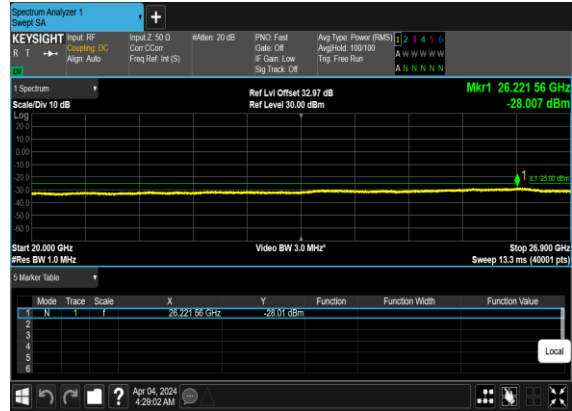 Spectrum Analyzer 1
Swept SA
+
KEYSIGHT Input: RF Input Z: 50 Ω #Atten: 20 dB PNO: Fast Avg Type: Power (RMS) 1 2 3 4 5 6
R T Coupling: DC Corr CCorr Gate: Off Avg|Hold: 100/100 A W W W W W
Align: Auto Freq Ref: Int (S) IF Gain: Low Trig: Free Run
Sig Track: Off A N N N N N
1 Spectrum Ref Lvl Offset 32.97 dB Mkr1 26.221 56 GHz
Scale/Div 10 dB Ref Level 30.00 dBm -28.007 dBm
Log
20.0
10.0
0.00
-10.0
-20.0
1
-30.0
-40.0
-50.0
-60.0
Start 20.000 GHz Video BW 3.0 MHz* Stop 26.900 GHz
#Res BW 1.0 MHz Sweep 13.3 ms (40001 pts)
5 Marker Table
Mode Trace Scale X Y Function Function Width Function Value
1 N 1 f 26.221 56 GHz -28.01 dBm
2
3
4
5
6
Local
? Apr 04, 2024
4:29:02 AM